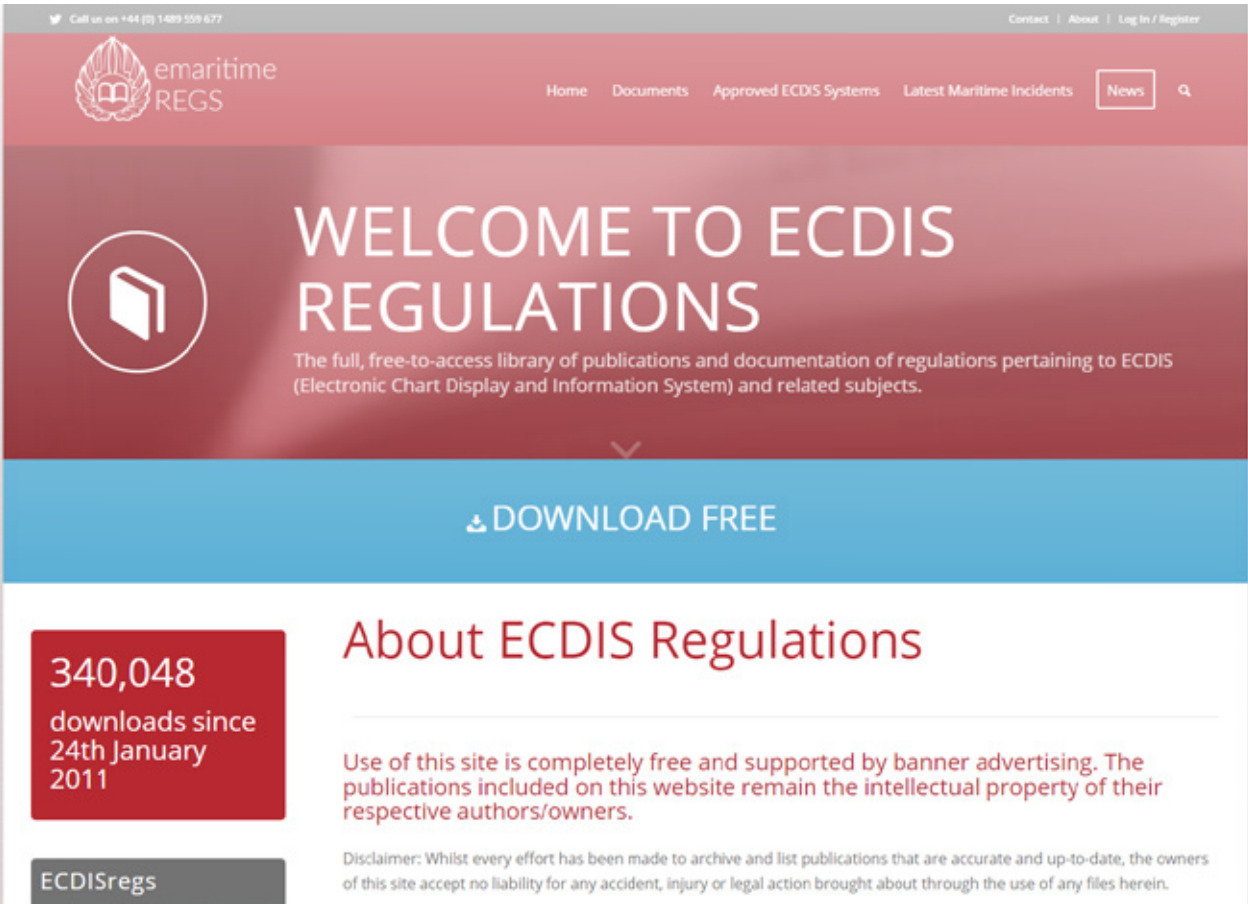 Call us on +44 (0) 1489 559 677
Contact | About | Log In / Register
emaritime
REGS
Home Documents Approved ECDIS Systems Latest Maritime Incidents News
WELCOME TO ECDIS
REGULATIONS
The full, free-to-access library of publications and documentation of regulations pertaining to ECDIS
(Electronic Chart Display and Information System) and related subjects.
DOWNLOAD FREE
340,048
downloads since
24th January
2011
ECDISregs
About ECDIS Regulations
Use of this site is completely free and supported by banner advertising. The
publications included on this website remain the intellectual property of their
respective authors/owners.
Disclaimer: Whilst every effort has been made to archive and list publications that are accurate and up-to-date, the owners
of this site accept no liability for any accident, injury or legal action brought about through the use of any files herein.